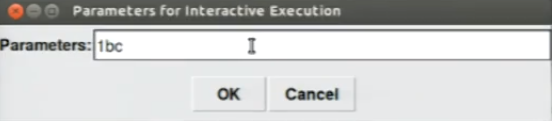 Parameters for Interactive Execution
Parameters: 1bc
OK Cancel